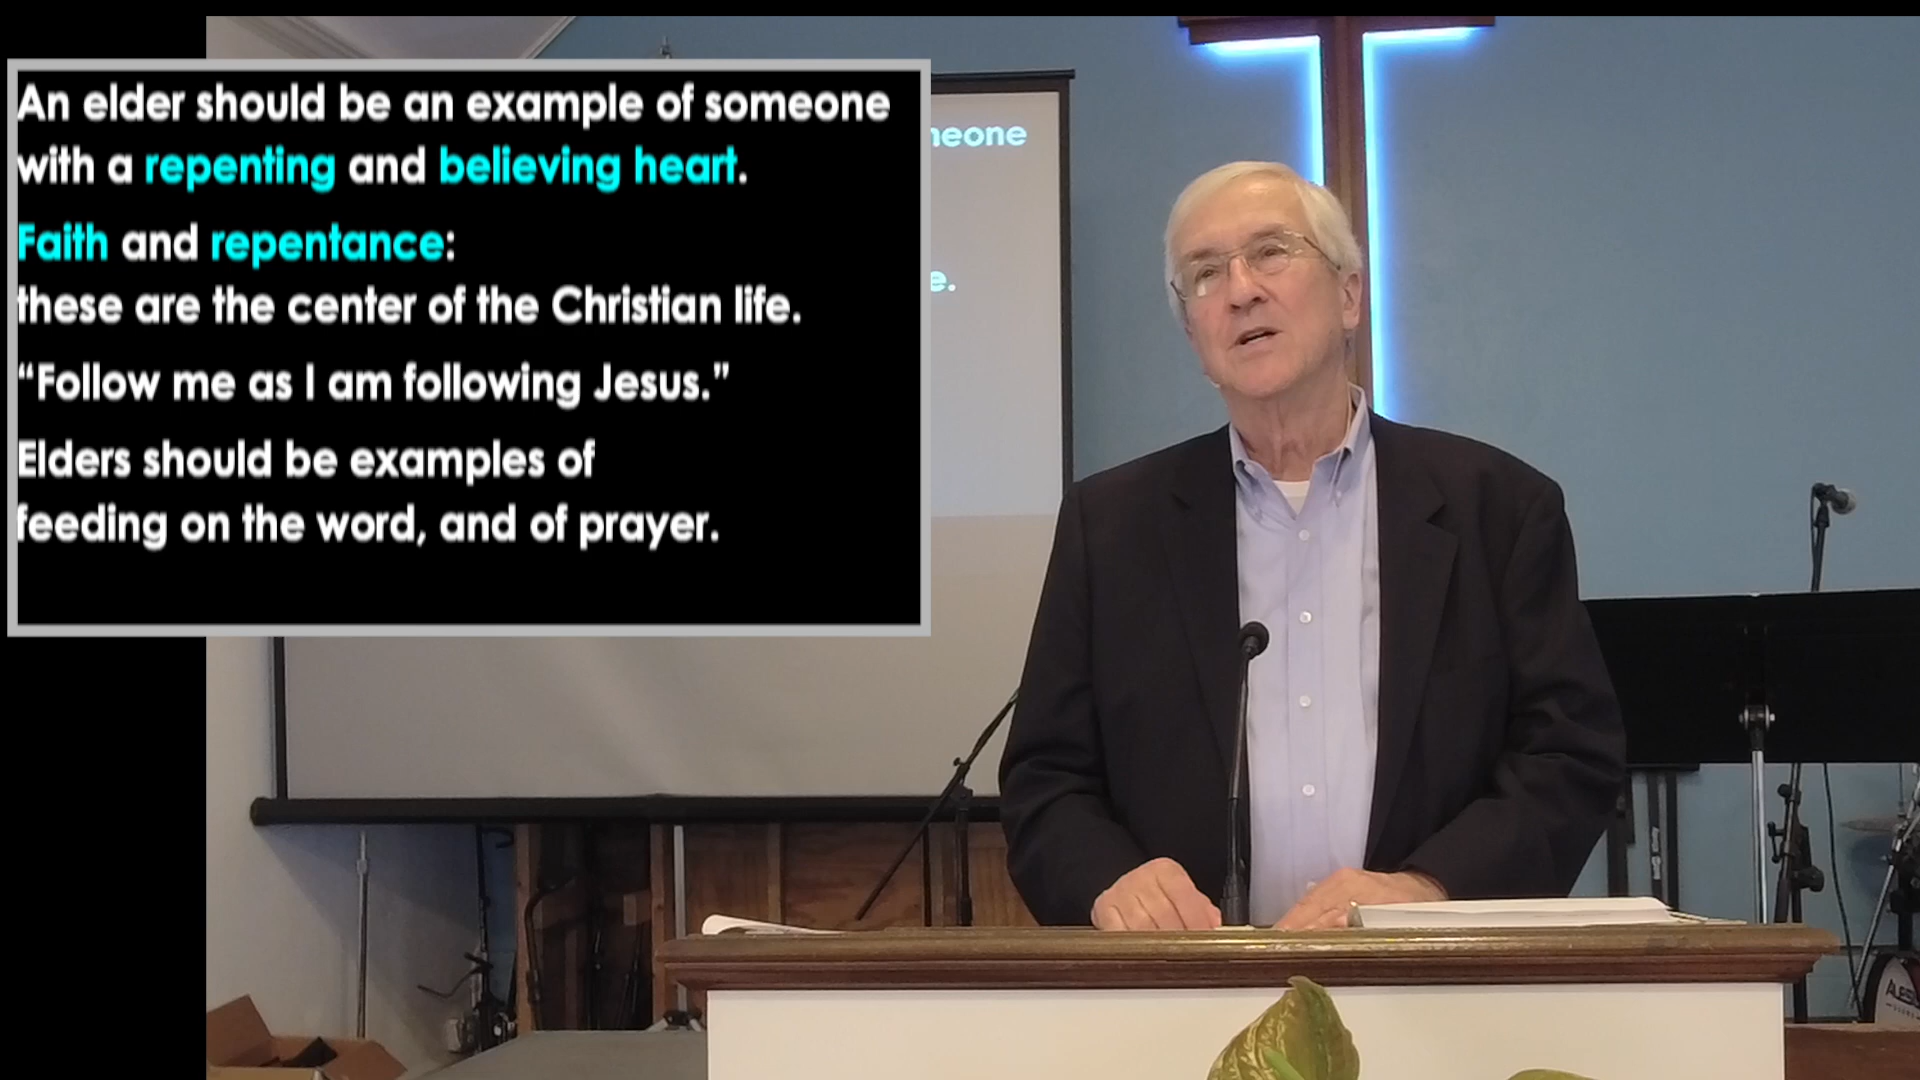 An elder should be an example of someone
with a repenting and believing heart.
Faith and repentance:
these are the center of the Christian life.
“Follow me as I am following Jesus.”
Elders should be examples of
feeding on the word, and of prayer.